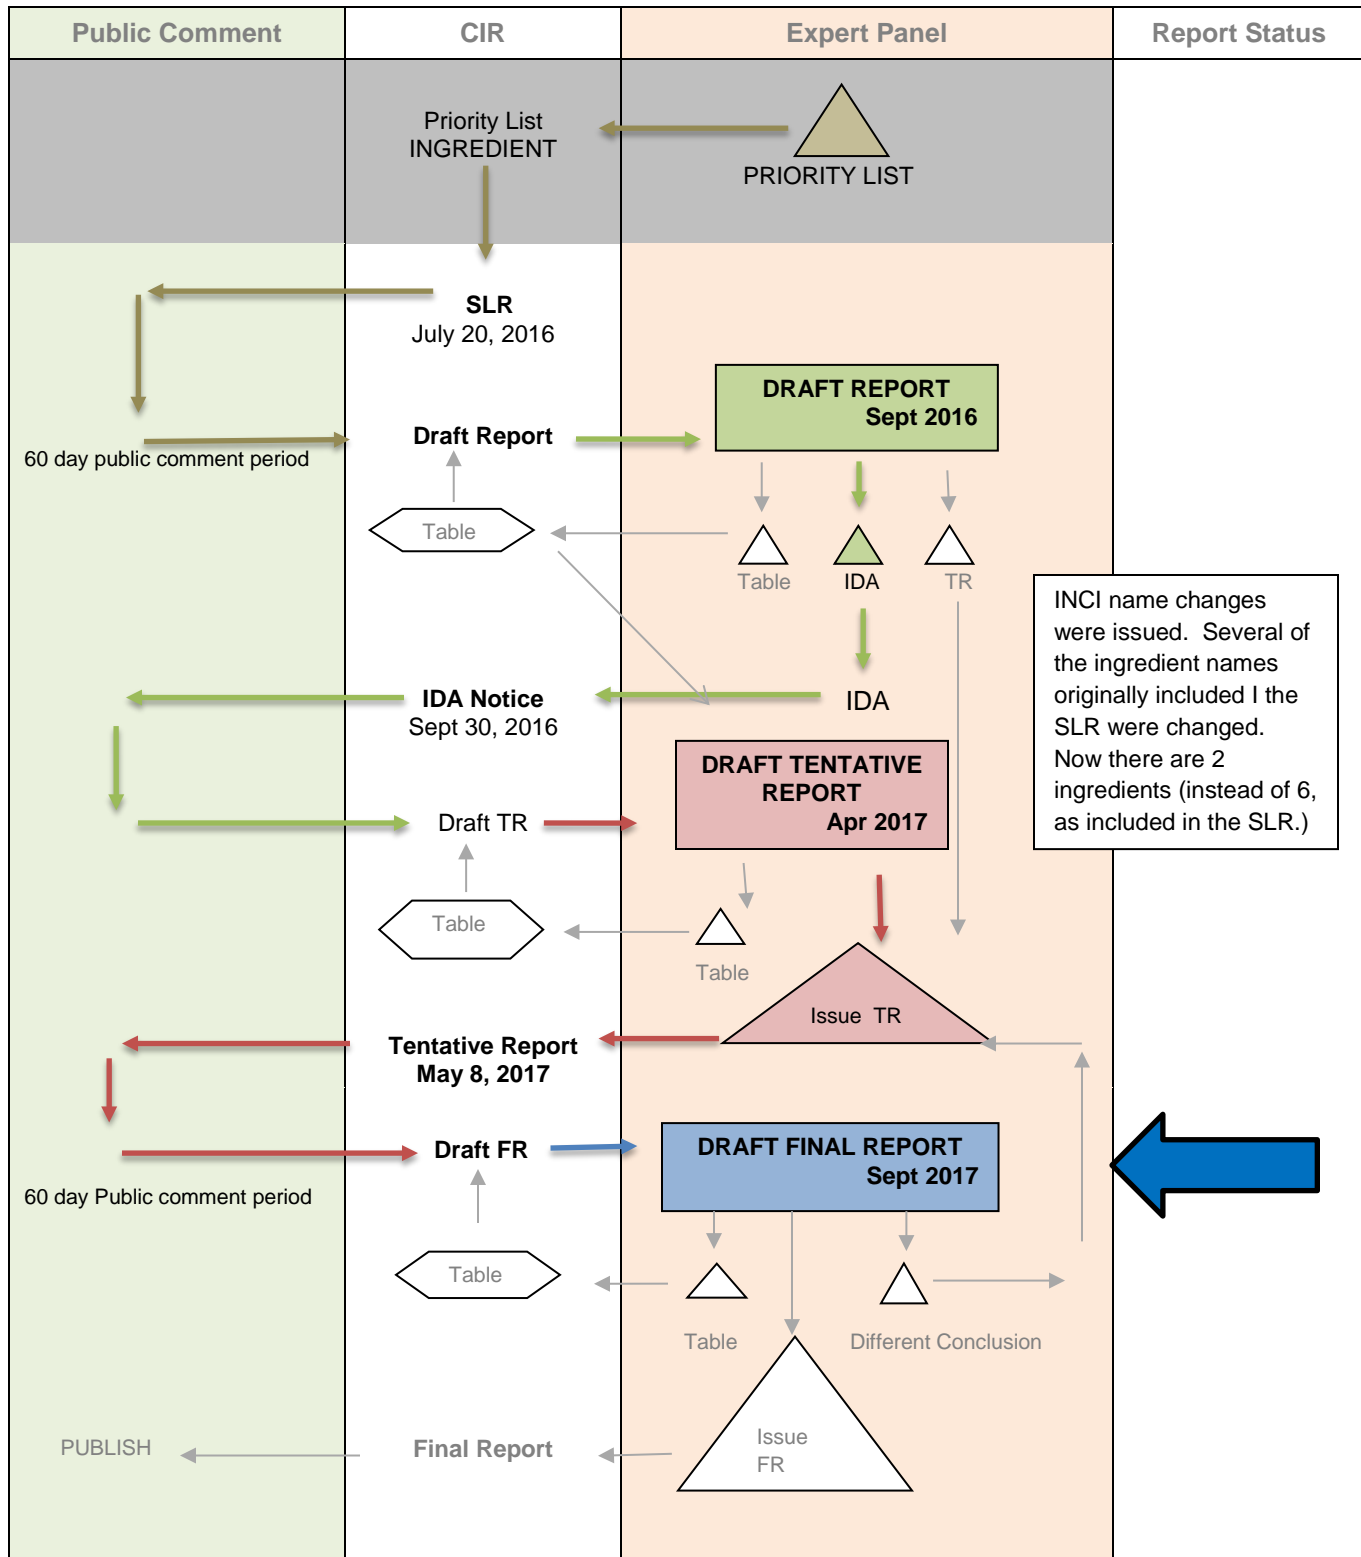 Public Comment
CIR
Expert Panel
Report Status
Priority List
INGREDIENT
PRIORITY LIST
SLR
July 20, 2016
60 day public comment period
Draft Report
DRAFT REPORT
Sept 2016
Table
Table
IDA
TR
INCI name changes
were issued.  Several of
the ingredient names
originally included I the
SLR were changed.
Now there are 2
ingredients (instead of 6,
as included in the SLR.)
IDA Notice
Sept 30, 2016
IDA
DRAFT TENTATIVE
REPORT
Apr 2017
Draft TR
Table
Table
Issue  TR
Tentative Report
May 8, 2017
60 day Public comment period
Draft FR
DRAFT FINAL REPORT
Sept 2017
Table
Table
Different Conclusion
PUBLISH
Final Report
Issue
FR